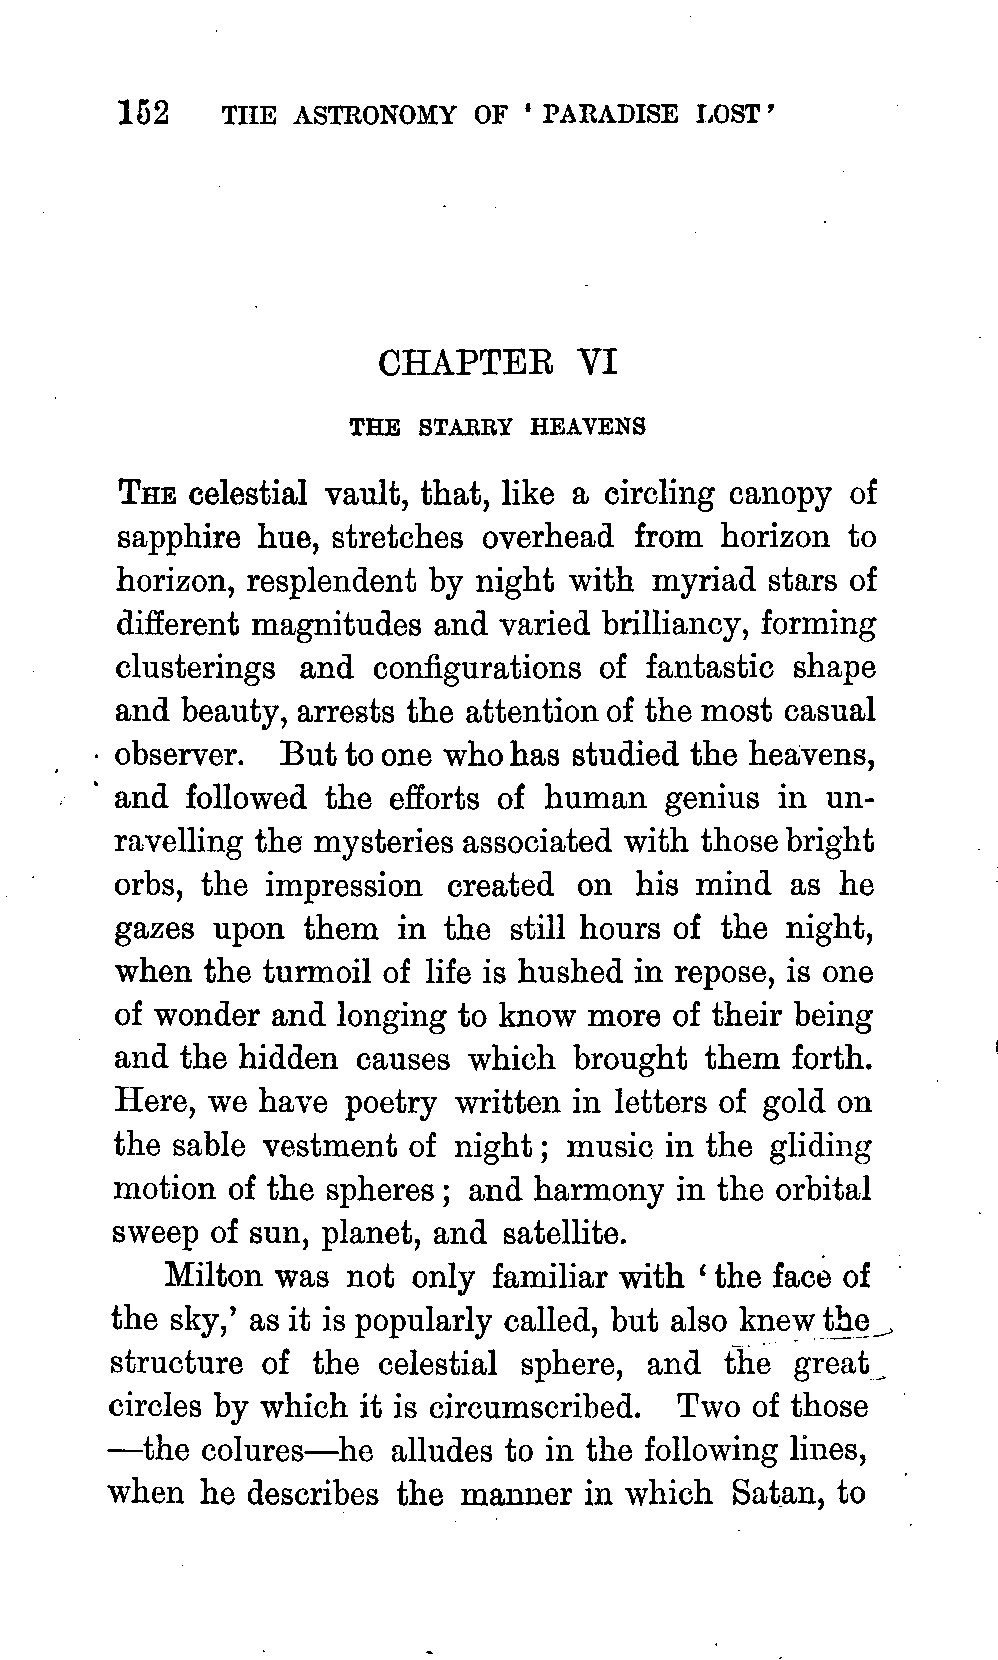 152 THE ASTRONOMY OF ‘ PARADISE LOST ’
CHAPTER VI
THE STARRY HEAVENS
THE celestial vault, that, like a circling canopy of
sapphire hue, stretches overhead from horizon to
horizon, resplendent by night with myriad stars of
different magnitudes and varied brilliancy, forming
clusterings and configurations of fantastic shape
and beauty, arrests the attention of the most casual
observer. But to one who has studied the heavens,
and followed the efforts of human genius in un-
ravelling the mysteries associated with those bright
orbs, the impression created on his mind as he
gazes upon them in the still hours of the night,
when the turmoil of life is hushed in repose, is one
of wonder and longing to know more of their being
and the hidden causes which brought them forth.
Here, we have poetry written in letters of gold on
the sable vestment of night ; music in the gliding
motion of the spheres ; and harmony in the orbital
sweep of sun, planet, and satellite.
Milton was not only familiar with ‘ the face of
the sky,’ as it is popularly called, but also knew the
structure of the celestial sphere, and the great
circles by which it is circumscribed. Two of those
—the colures—he alludes to in the following lines,
when he describes the manner in which Satan, to